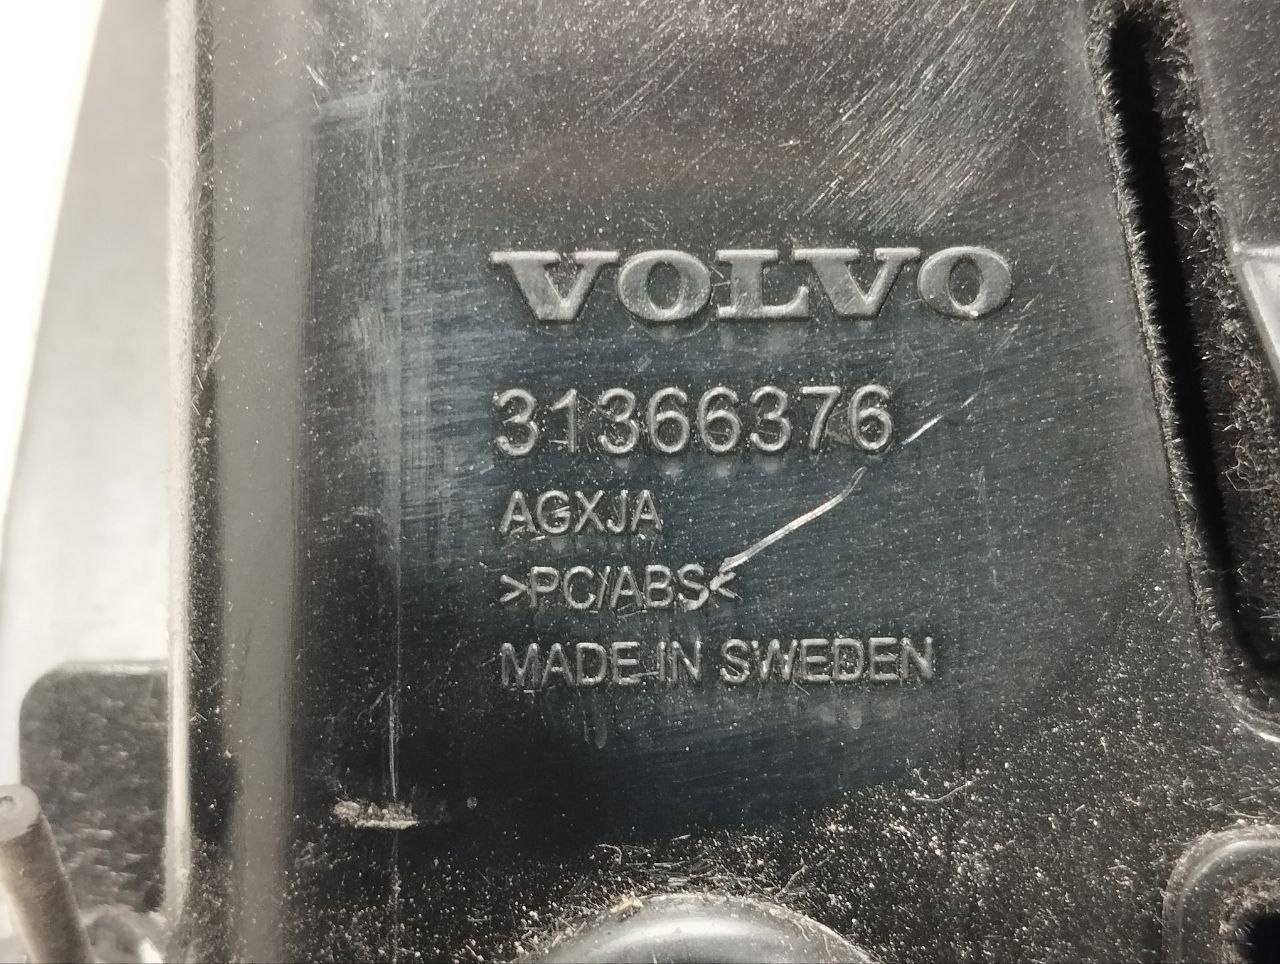 VOLVO
31366376
AGXJA
>PC/ABS<
MADE IN SWEDEN